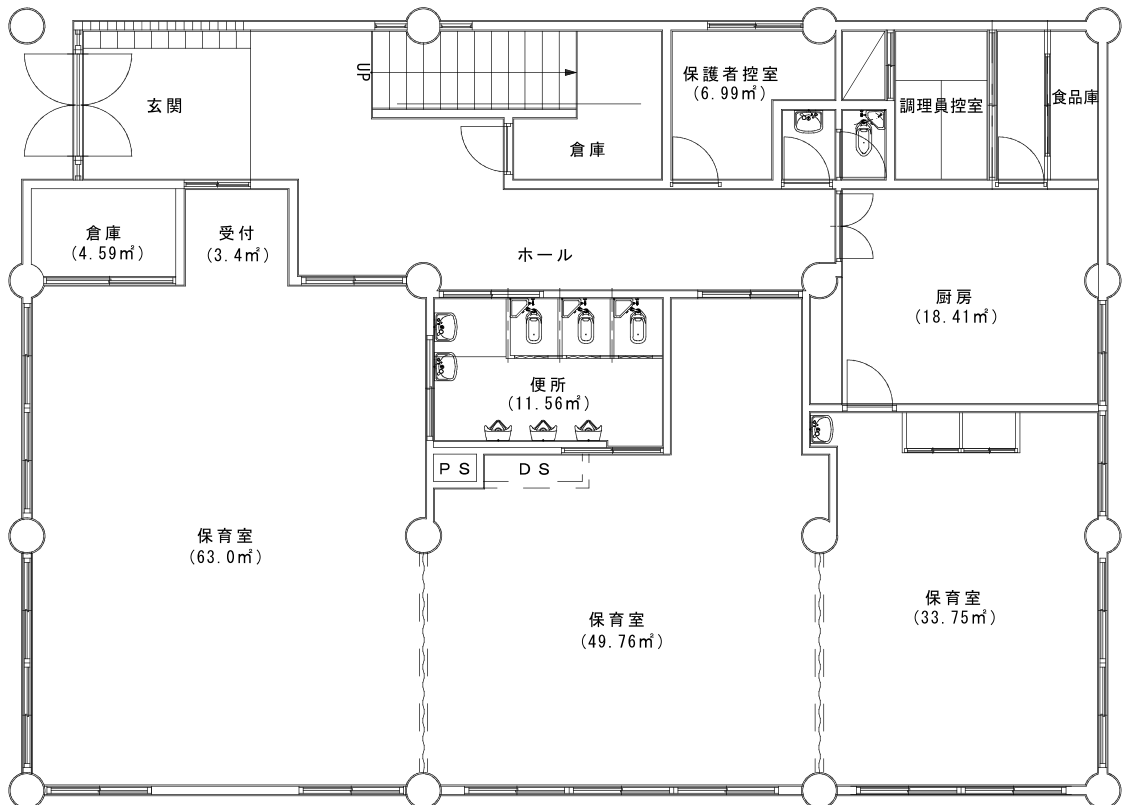 UP
玄関
保護者控室
(6.99㎡)
調理員控室
食品庫
倉庫
倉庫
(4.59㎡)
受付
(3.4㎡)
ホール
厨房
(18.41㎡)
便所
(11.56㎡)
PS
DS
保育室
(63.0㎡)
保育室
(49.76㎡)
保育室
(33.75㎡)